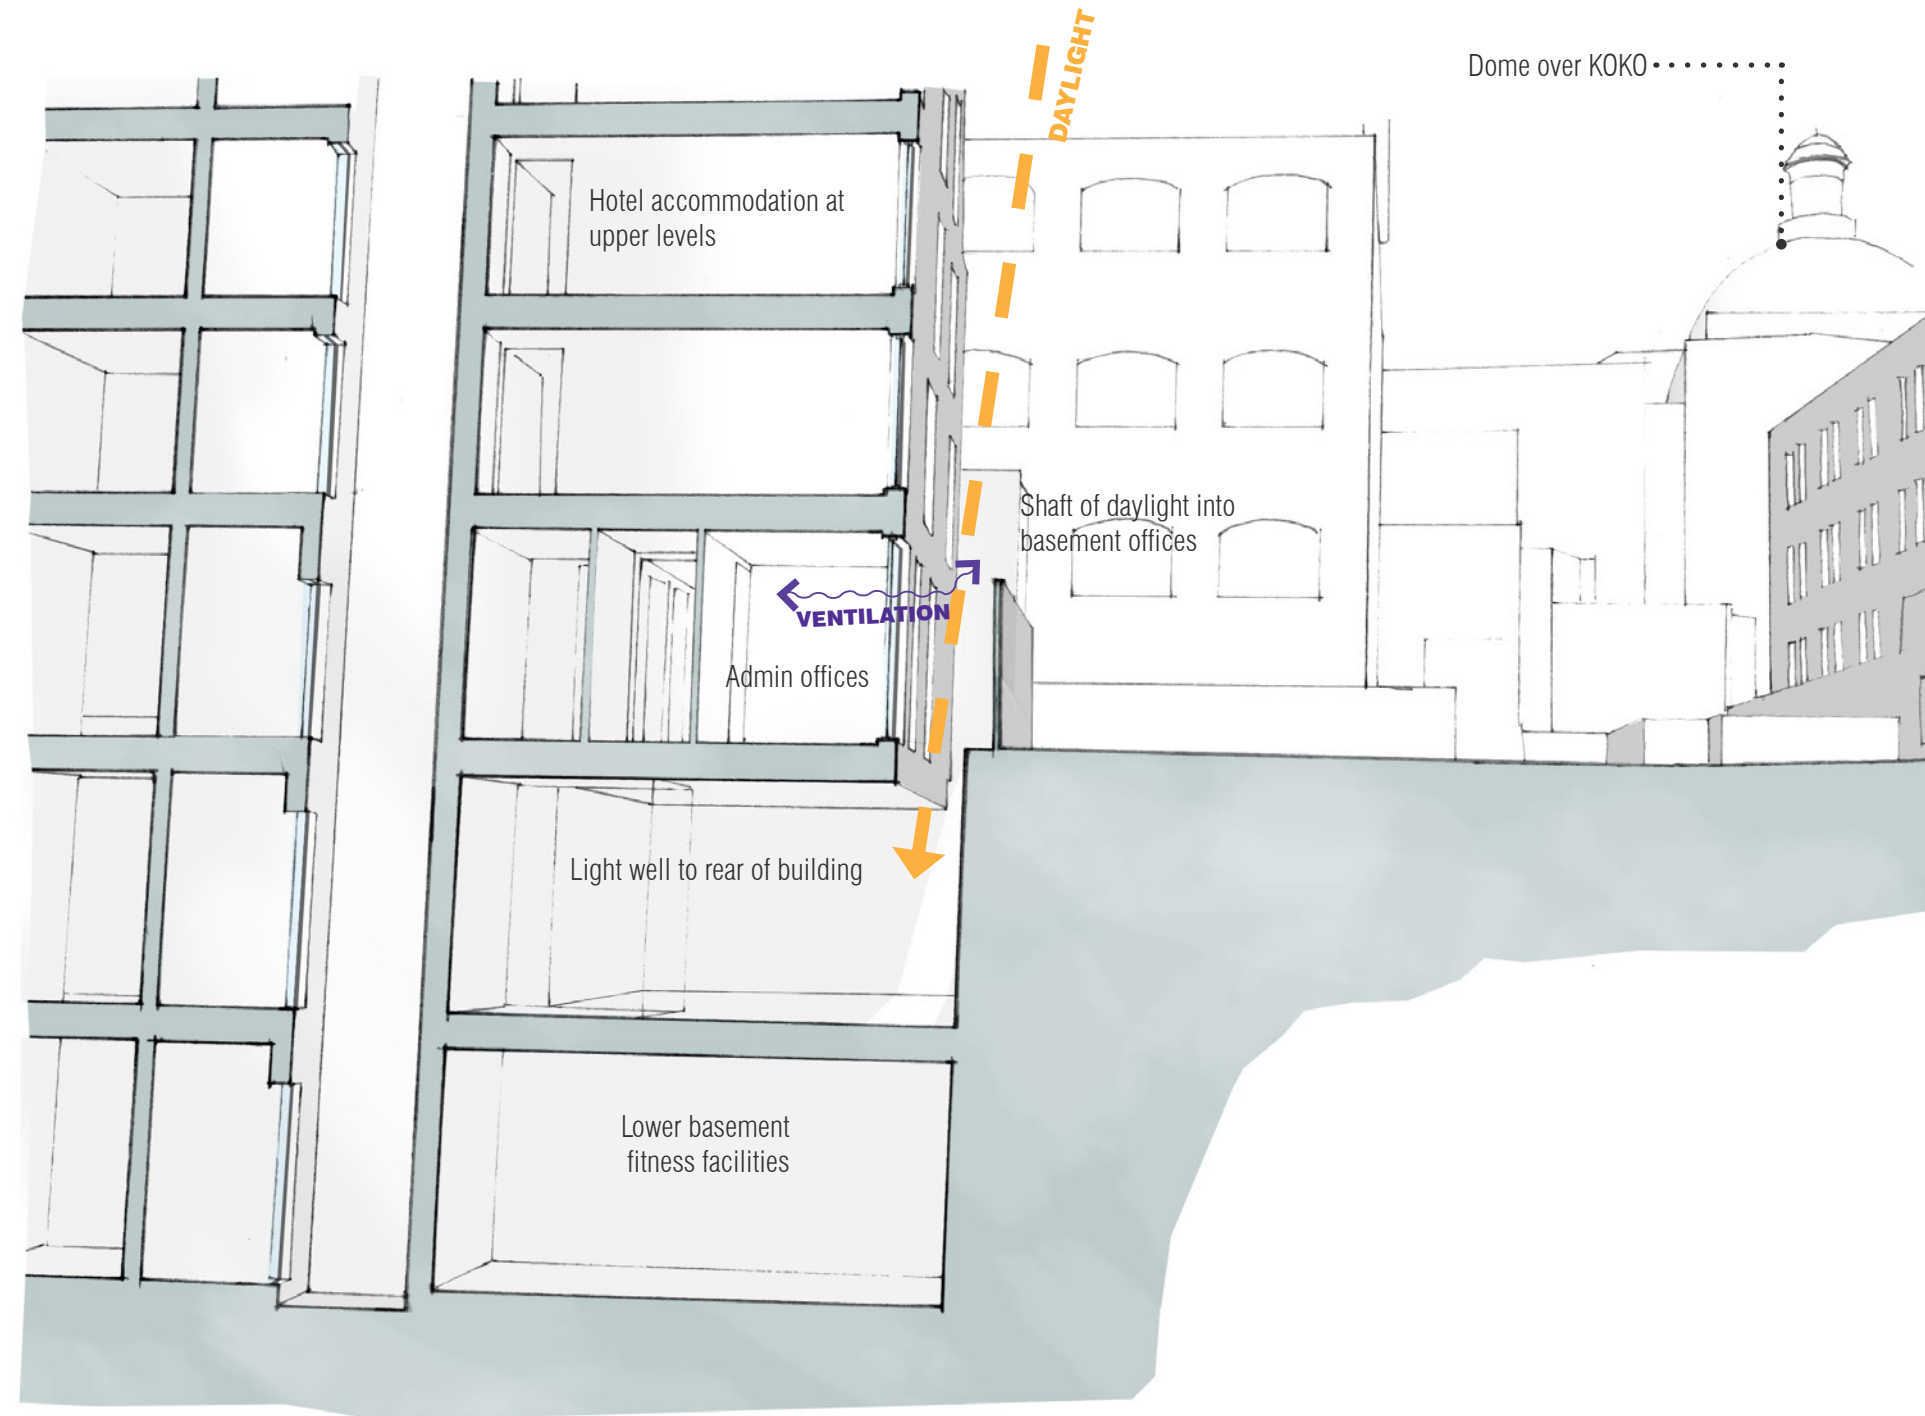 DAYLIGHT
Dome over KOKO
Hotel accommodation at
upper levels
Shaft of daylight into
basement offices
VENTILATION
Admin offices
Light well to rear of building
Lower basement
fitness facilities